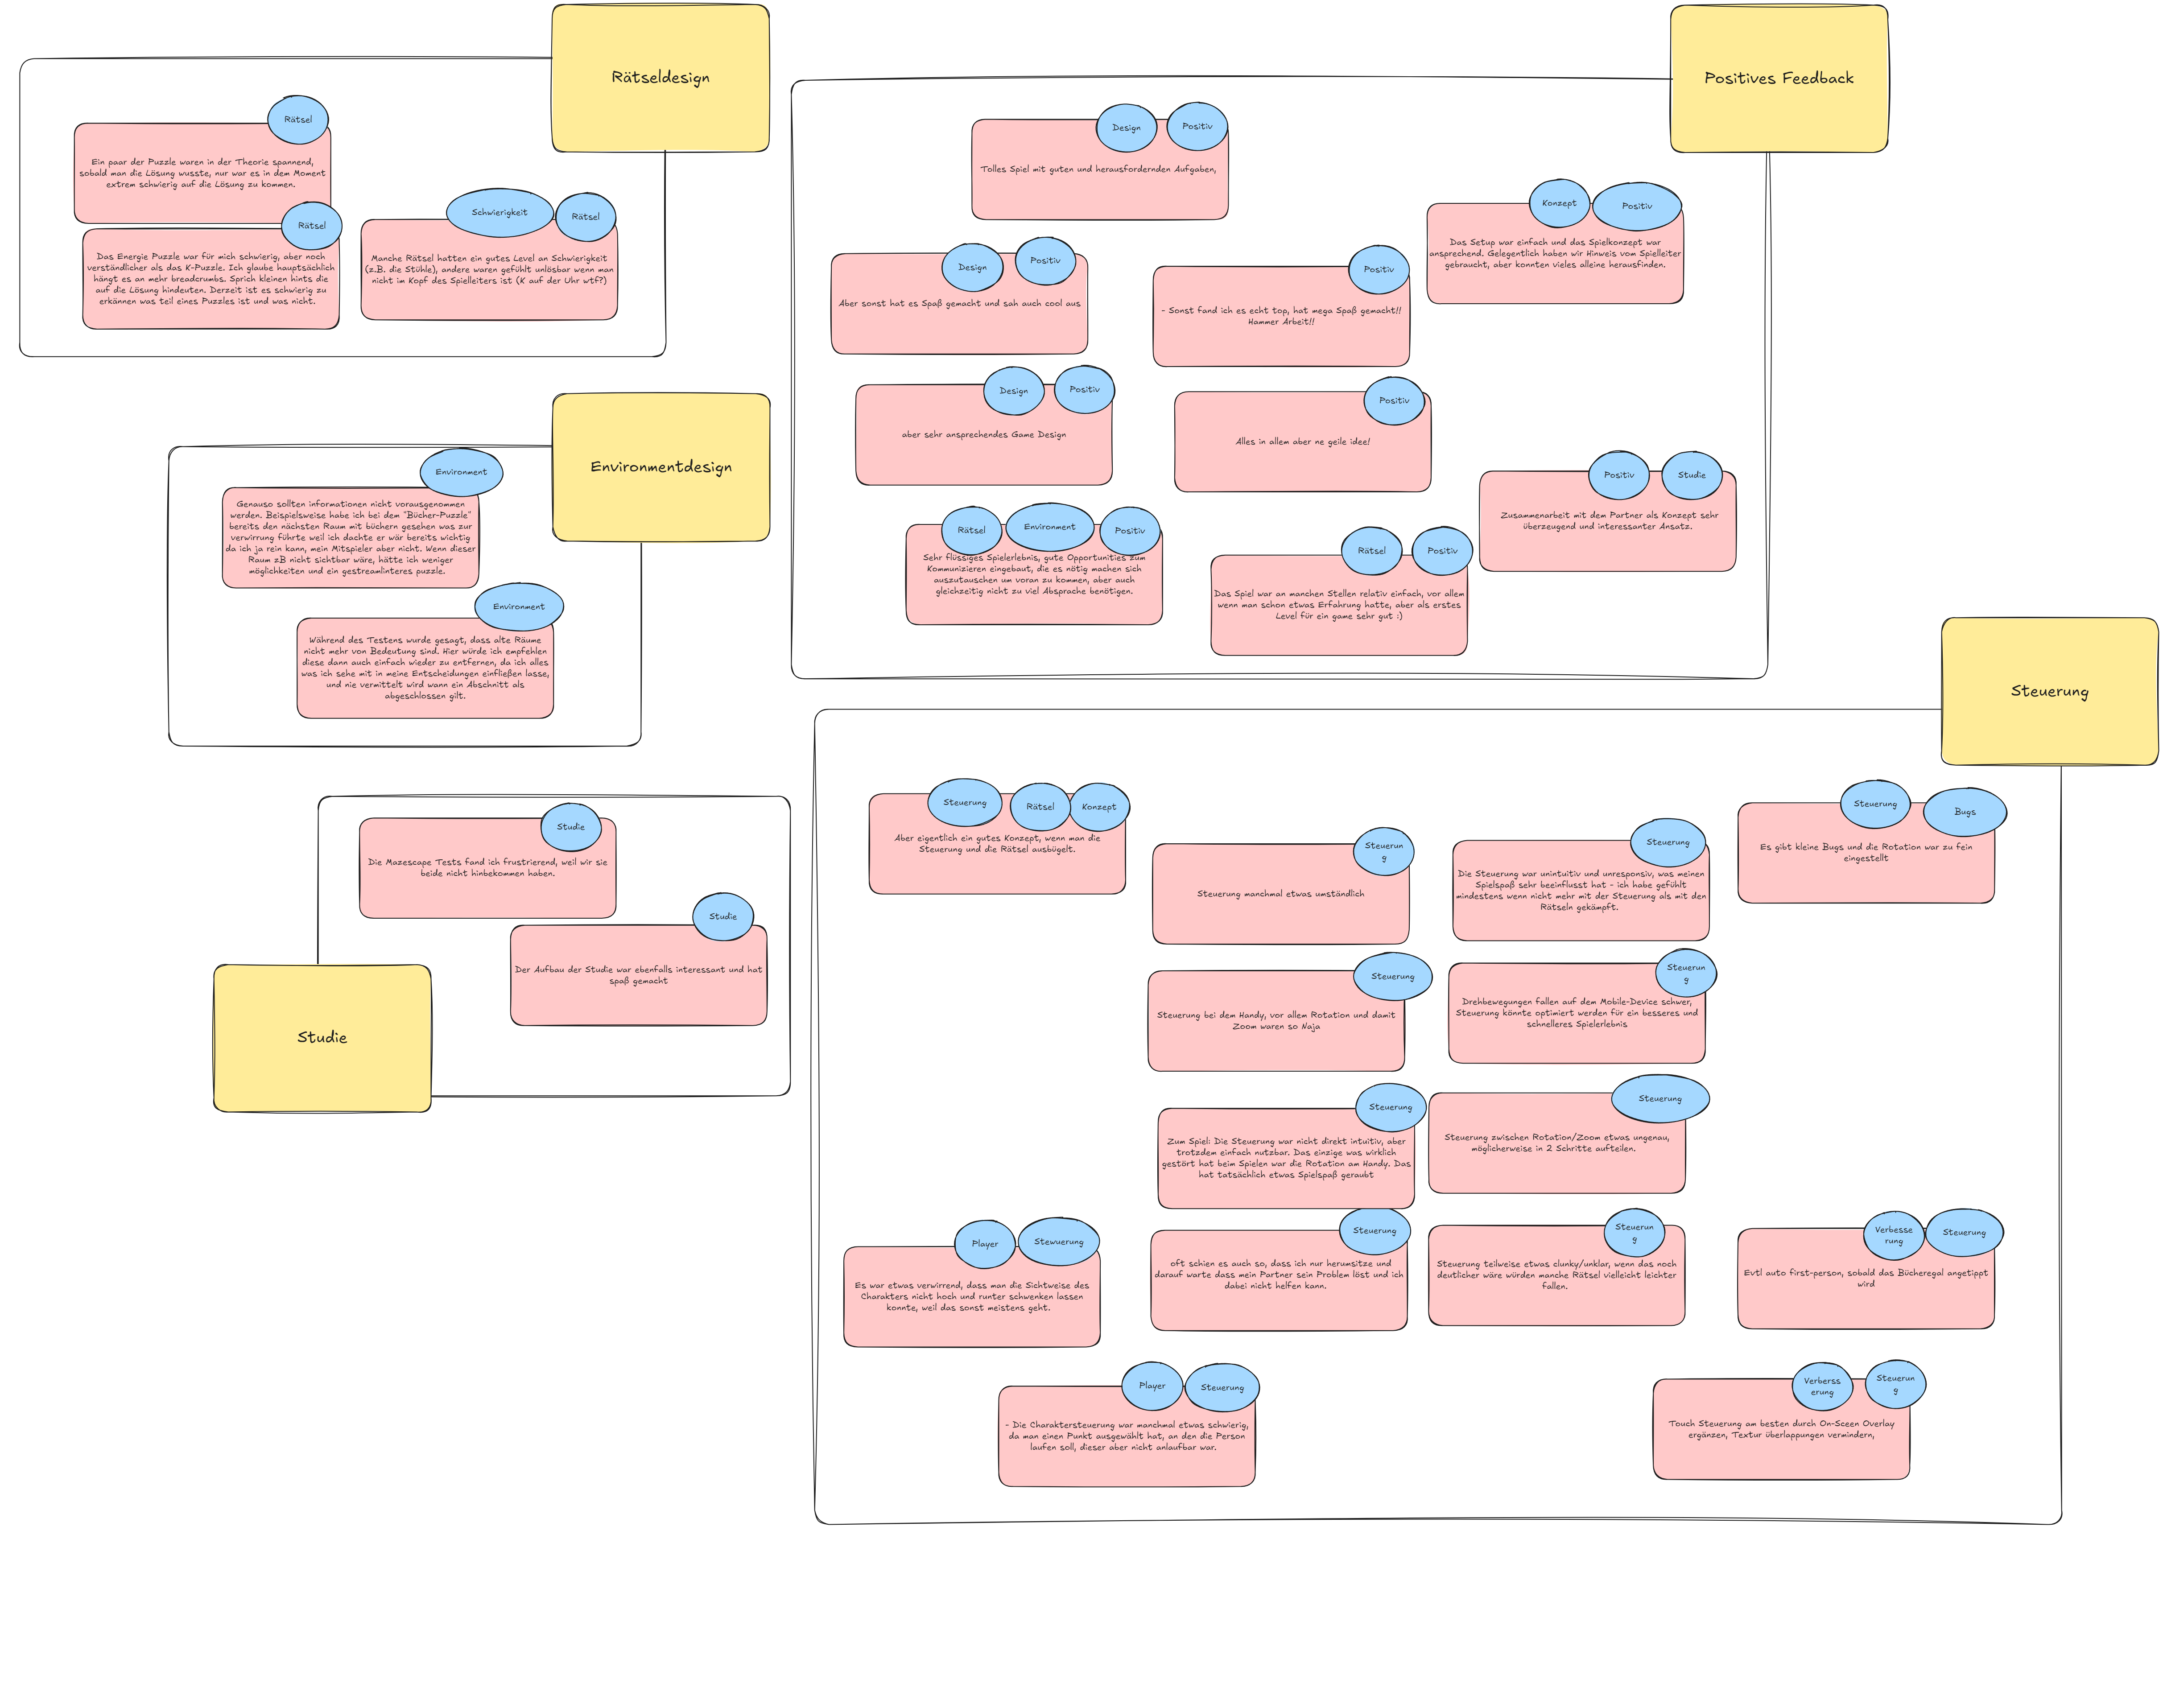 Rätseldesign
Rätsel
Ein paar der Puzzle waren in der Theorie spannend,
sobald man die Lösung wusste, nur war es in dem Moment
extrem schwierig auf die Lösung zu kommen.
Rätsel
Das Energie Puzzle war für mich schwierig, aber noch
verständlicher als das K-Puzzle. Ich glaube hauptsächlich
hängt es an mehr breadcrumbs. Sprich kleinen hints die
auf die Lösung hindeuten. Derzeit ist es schwierig zu
erkännen was teil eines Puzzles ist und was nicht.
Schwierigkeit
Rätsel
Manche Rätsel hatten ein gutes Level an Schwierigkeit
(z.B. die Stühle), andere waren gefühlt unlösbar wenn man
nicht im Kopf des Spielleiters ist (K auf der Uhr wtf?)
Positives Feedback
Design
Positiv
Tolles Spiel mit guten und herausfordernden Aufgaben,
Konzept
Positiv
Das Setup war einfach und das Spielkonzept war
ansprechend. Gelegentlich haben wir Hinweis vom Spielleiter
gebraucht, aber konnten vieles alleine herausfinden.
Design
Positiv
Aber sonst hat es Spaß gemacht und sah auch cool aus
Positiv
- Sonst fand ich es echt top, hat mega Spaß gemacht!!
Hammer Arbeit!!
Design
Positiv
aber sehr ansprechendes Game Design
Positiv
Alles in allem aber ne geile idee!
Positiv
Studie
Zusammenarbeit mit dem Partner als Konzept sehr
überzeugend und interessanter Ansatz.
Rätsel
Environment
Positiv
Sehr flüssiges Spielerlebnis, gute Opportunities zum
Kommunizieren eingebaut, die es nötig machen sich
auszutauschen um voran zu kommen, aber auch
gleichzeitig nicht zu viel Absprache benötigen.
Rätsel
Positiv
Das Spiel war an manchen Stellen relativ einfach, vor allem
wenn man schon etwas Erfahrung hatte, aber als erstes
Level für ein game sehr gut :)
Environmentdesign
Environment
Genauso sollten informationen nicht vorausgenommen
werden. Beispielsweise habe ich bei dem "Bücher-Puzzle"
bereits den nächsten Raum mit büchern gesehen was zur
verwirrung führte weil ich dachte er wär bereits wichtig
da ich ja rein kann, mein Mitspieler aber nicht. Wenn dieser
Raum zB nicht sichtbar wäre, hätte ich weniger
möglichkeiten und ein gestreamlinteres puzzle.
Environment
Während des Testens wurde gesagt, dass alte Räume
nicht mehr von Bedeutung sind. Hier würde ich empfehlen
diese dann auch einfach wieder zu entfernen, da ich alles
was ich sehe mit in meine Entscheidungen einfließen lasse,
und nie vermittelt wird wann ein Abschnitt als
abgeschlossen gilt.
Studie
Studie
Die Mazescape Tests fand ich frustrierend, weil wir sie
beide nicht hinbekommen haben.
Studie
Der Aufbau der Studie war ebenfalls interessant und hat
spaß gemacht
Steuerung
Steuerung
Rätsel
Konzept
Aber eigentlich ein gutes Konzept, wenn man die
Steuerung und die Rätsel ausbügelt.
Steuerun
g
Steuerung manchmal etwas umständlich
Steuerung
Die Steuerung war unintuitiv und unresponsiv, was meinen
Spielspaß sehr beeinflusst hat - ich habe gefühlt
mindestens wenn nicht mehr mit der Steuerung als mit den
Rätseln gekämpft.
Steuerung
Bugs
Es gibt kleine Bugs und die Rotation war zu fein
eingestellt
Steuerung
Steuerung bei dem Handy, vor allem Rotation und damit
Zoom waren so Naja
Steuerun
g
Drehbewegungen fallen auf dem Mobile-Device schwer,
Steuerung könnte optimiert werden für ein besseres und
schnelleres Spielerlebnis
Steuerung
Zum Spiel: Die Steuerung war nicht direkt intuitiv, aber
trotzdem einfach nutzbar. Das einzige was wirklich
gestört hat beim Spielen war die Rotation am Handy. Das
hat tatsächlich etwas Spielspaß geraubt
Steuerung
Steuerung zwischen Rotation/Zoom etwas ungenau,
möglicherweise in 2 Schritte aufteilen.
Player
Stewuerung
Es war etwas verwirrend, dass man die Sichtweise des
Charakters nicht hoch und runter schwenken lassen
konnte, weil das sonst meistens geht.
Steuerung
oft schien es auch so, dass ich nur herumsitze und
darauf warte dass mein Partner sein Problem löst und ich
dabei nicht helfen kann.
Steuerun
g
Steuerung teilweise etwas clunky/unklar, wenn das noch
deutlicher wäre würden manche Rätsel vielleicht leichter
fallen.
Verbesse
rung
Steuerung
Evtl auto first-person, sobald das Bücheregal angetippt
wird
Player
Steuerung
- Die Charaktersteuerung war manchmal etwas schwierig,
da man einen Punkt ausgewählt hat, an den die Person
laufen soll, dieser aber nicht anlaufbar war.
Verberss
erung
Steuerun
g
Touch Steuerung am besten durch On-Sceen Overlay
ergänzen, Textur überlappungen vermindern,